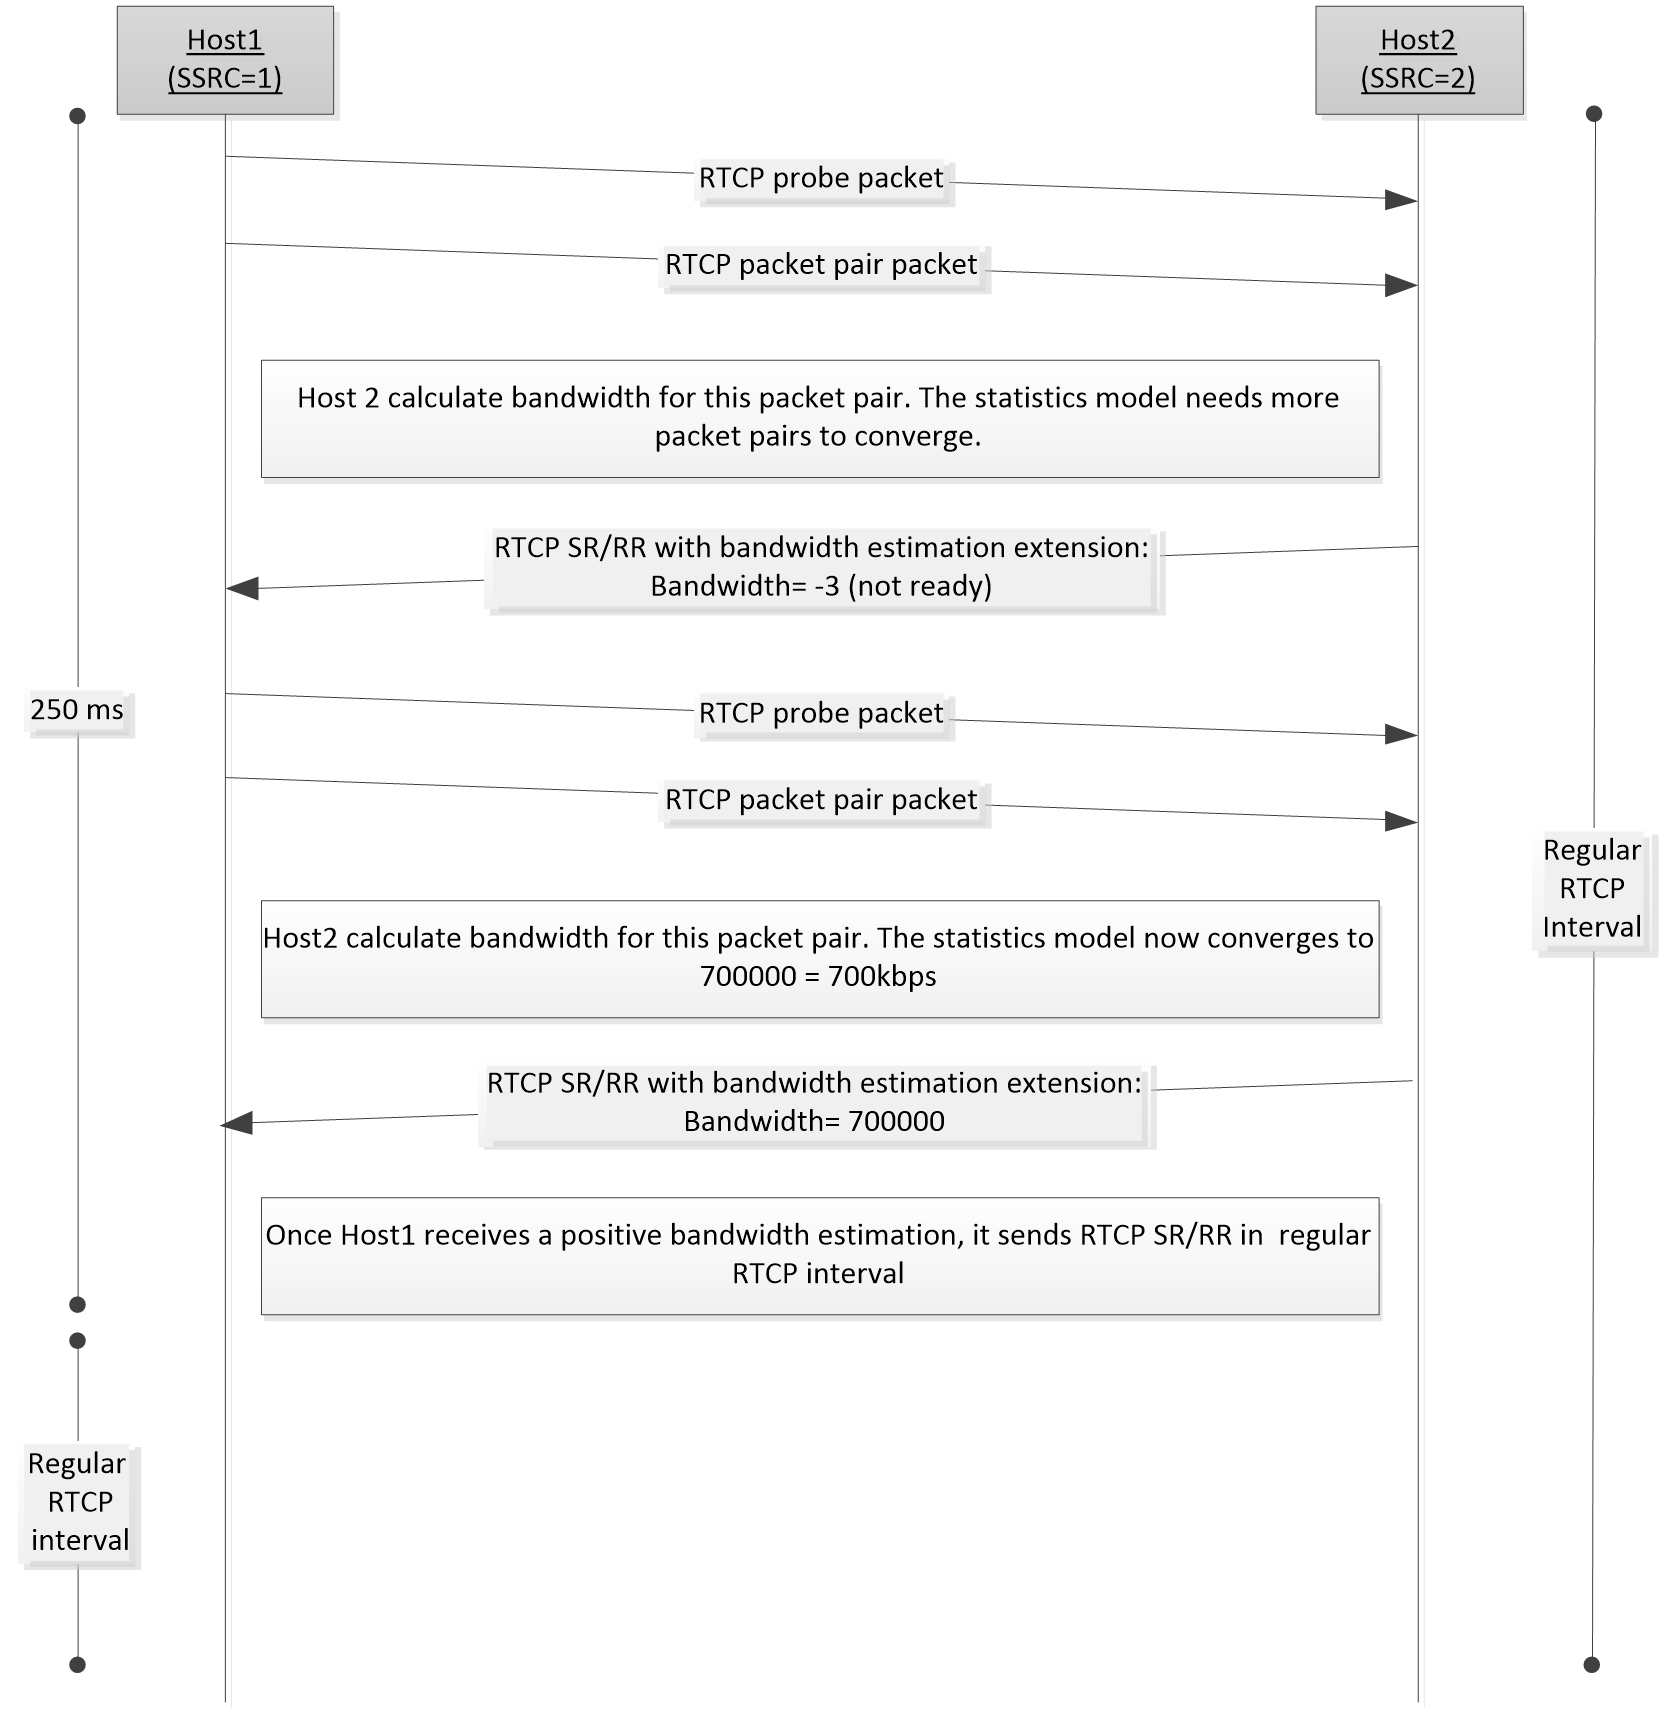 Host1
(SSRC=1)
Host2
(SSRC=2)
RTCP probe packet
RTCP packet pair packet
Host 2 calculate bandwidth for this packet pair. The statistics model needs more
packet pairs to converge.
RTCP SR/RR with bandwidth estimation extension:
Bandwidth= -3 (not ready)
250 ms
RTCP probe packet
RTCP packet pair packet
Regular
RTCP
Interval
Host2 calculate bandwidth for this packet pair. The statistics model now converges to
700000 = 700kbps
RTCP SR/RR with bandwidth estimation extension:
Bandwidth= 700000
Once Host1 receives a positive bandwidth estimation, it sends RTCP SR/RR in  regular
RTCP interval
Regular
RTCP
interval